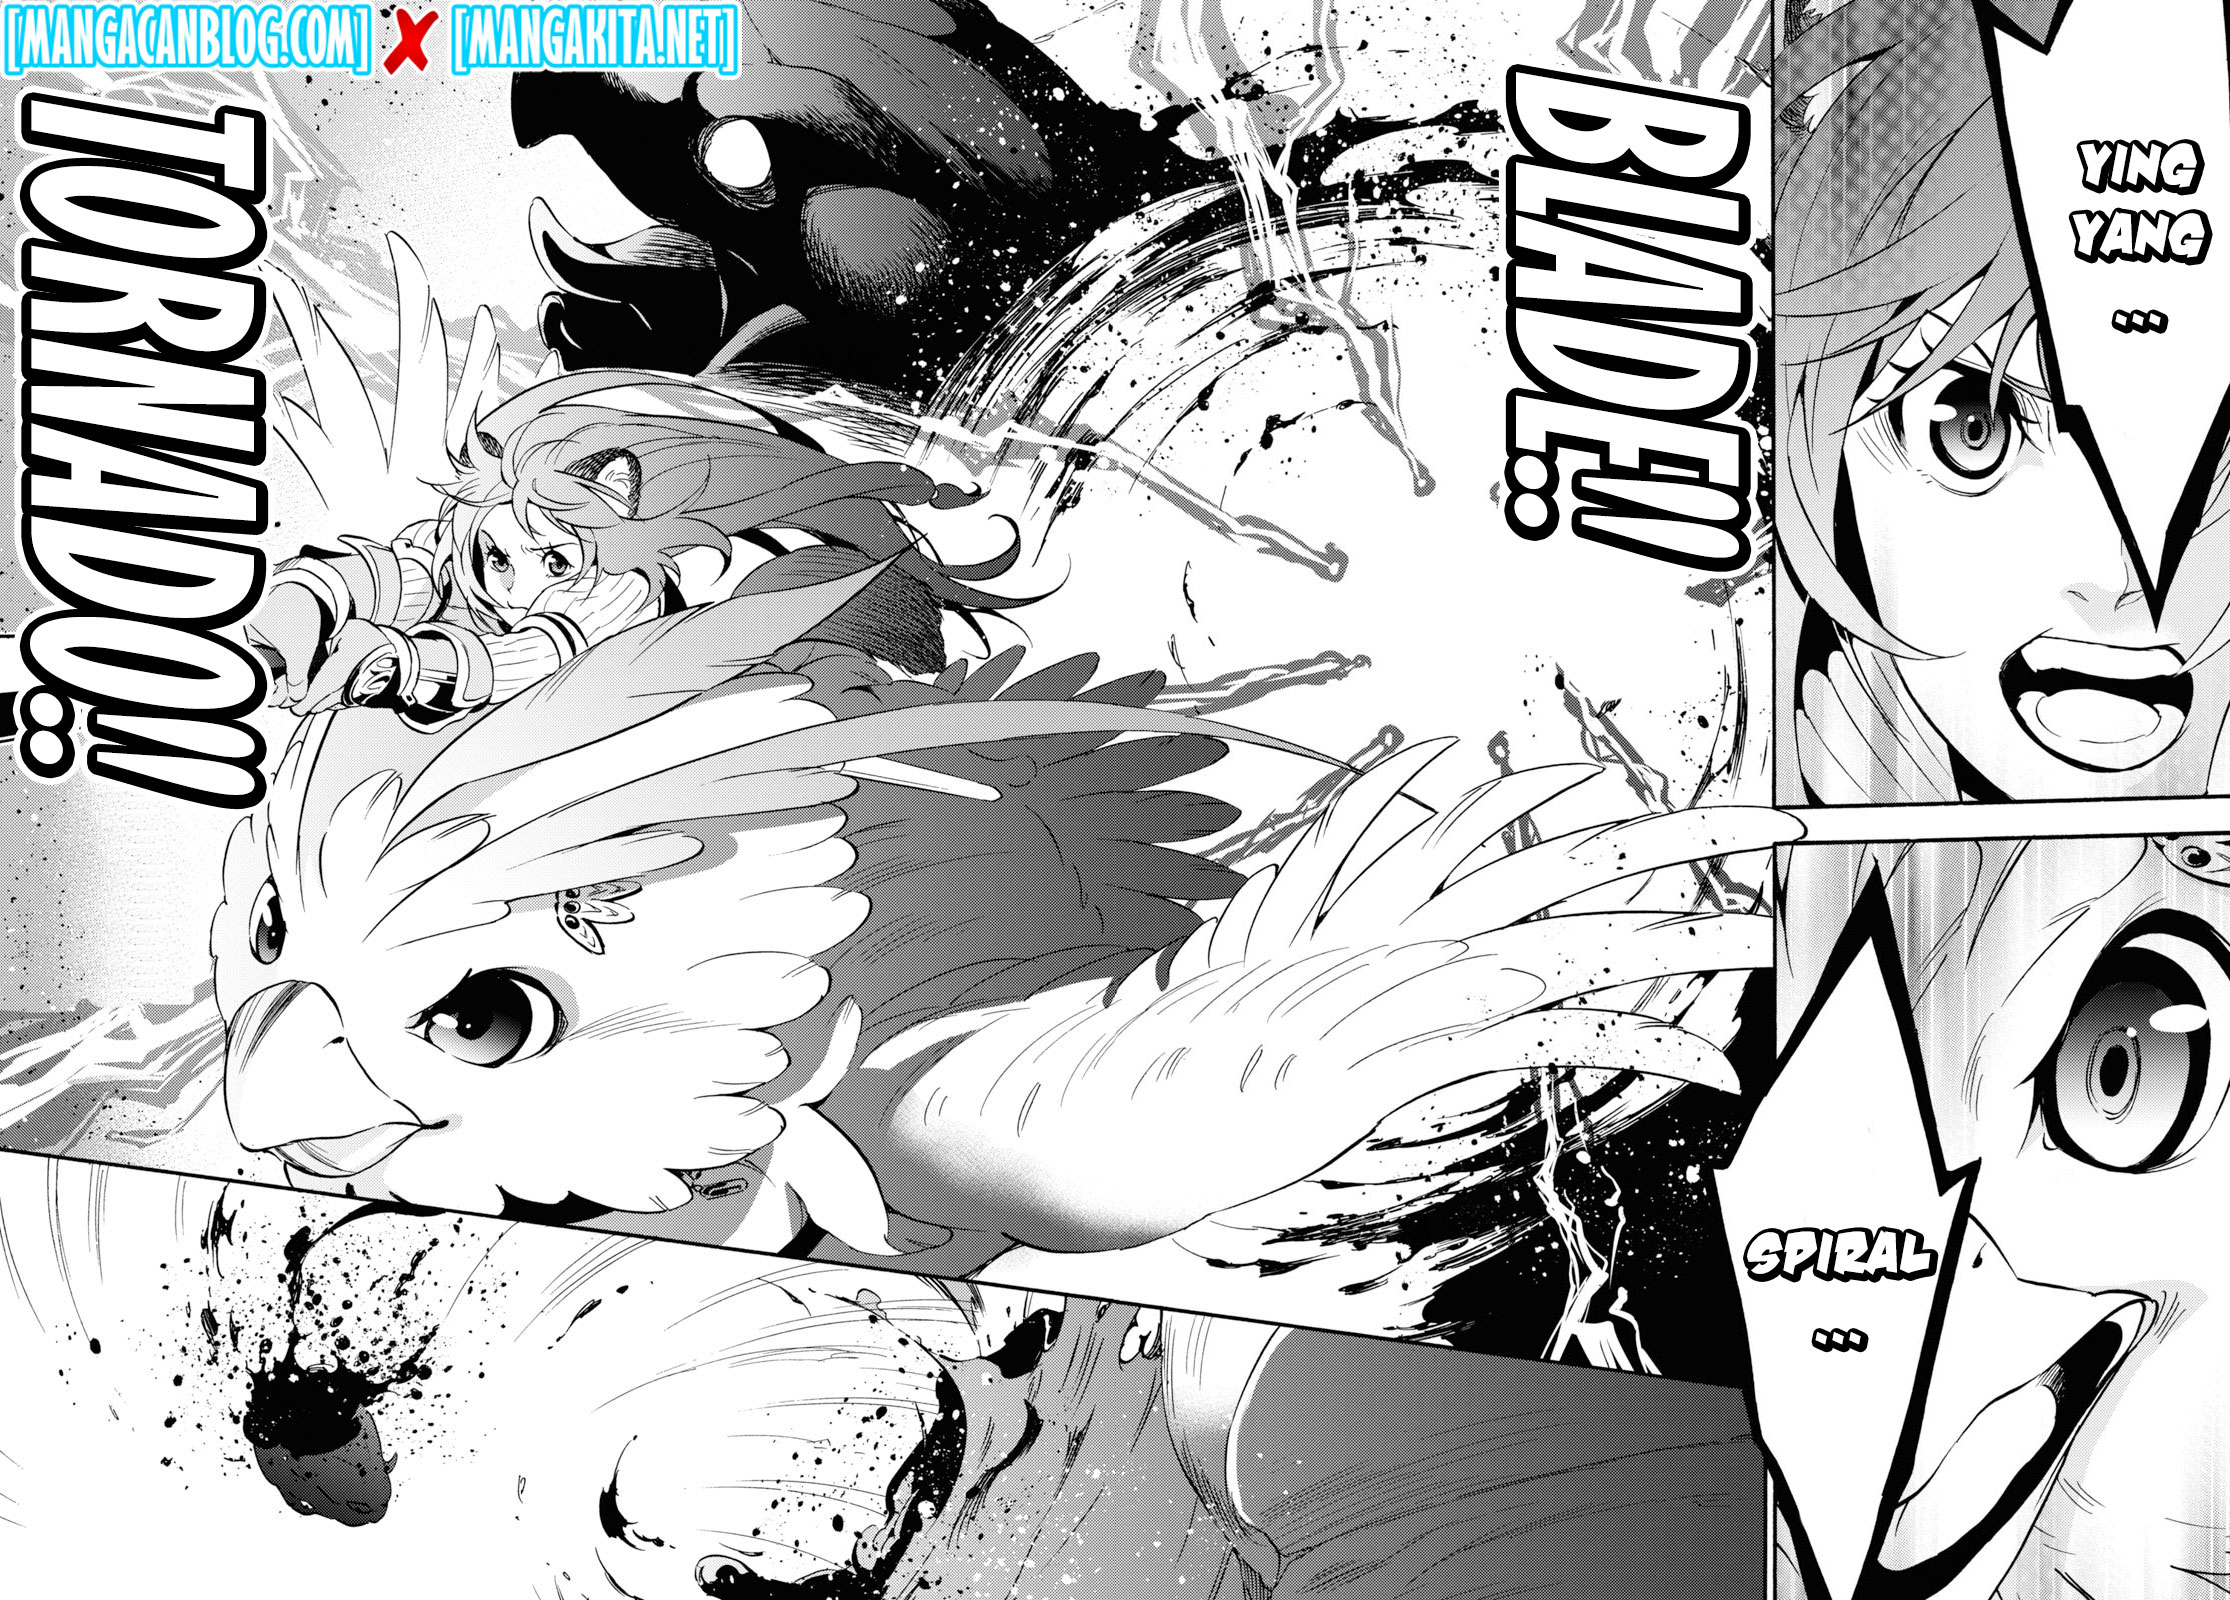 [MANGACANBLOG.COM] X [MANGAKITA.NET]
YING
YANG
...
BLADE!!
SPIRAL
...
TORNADO!!